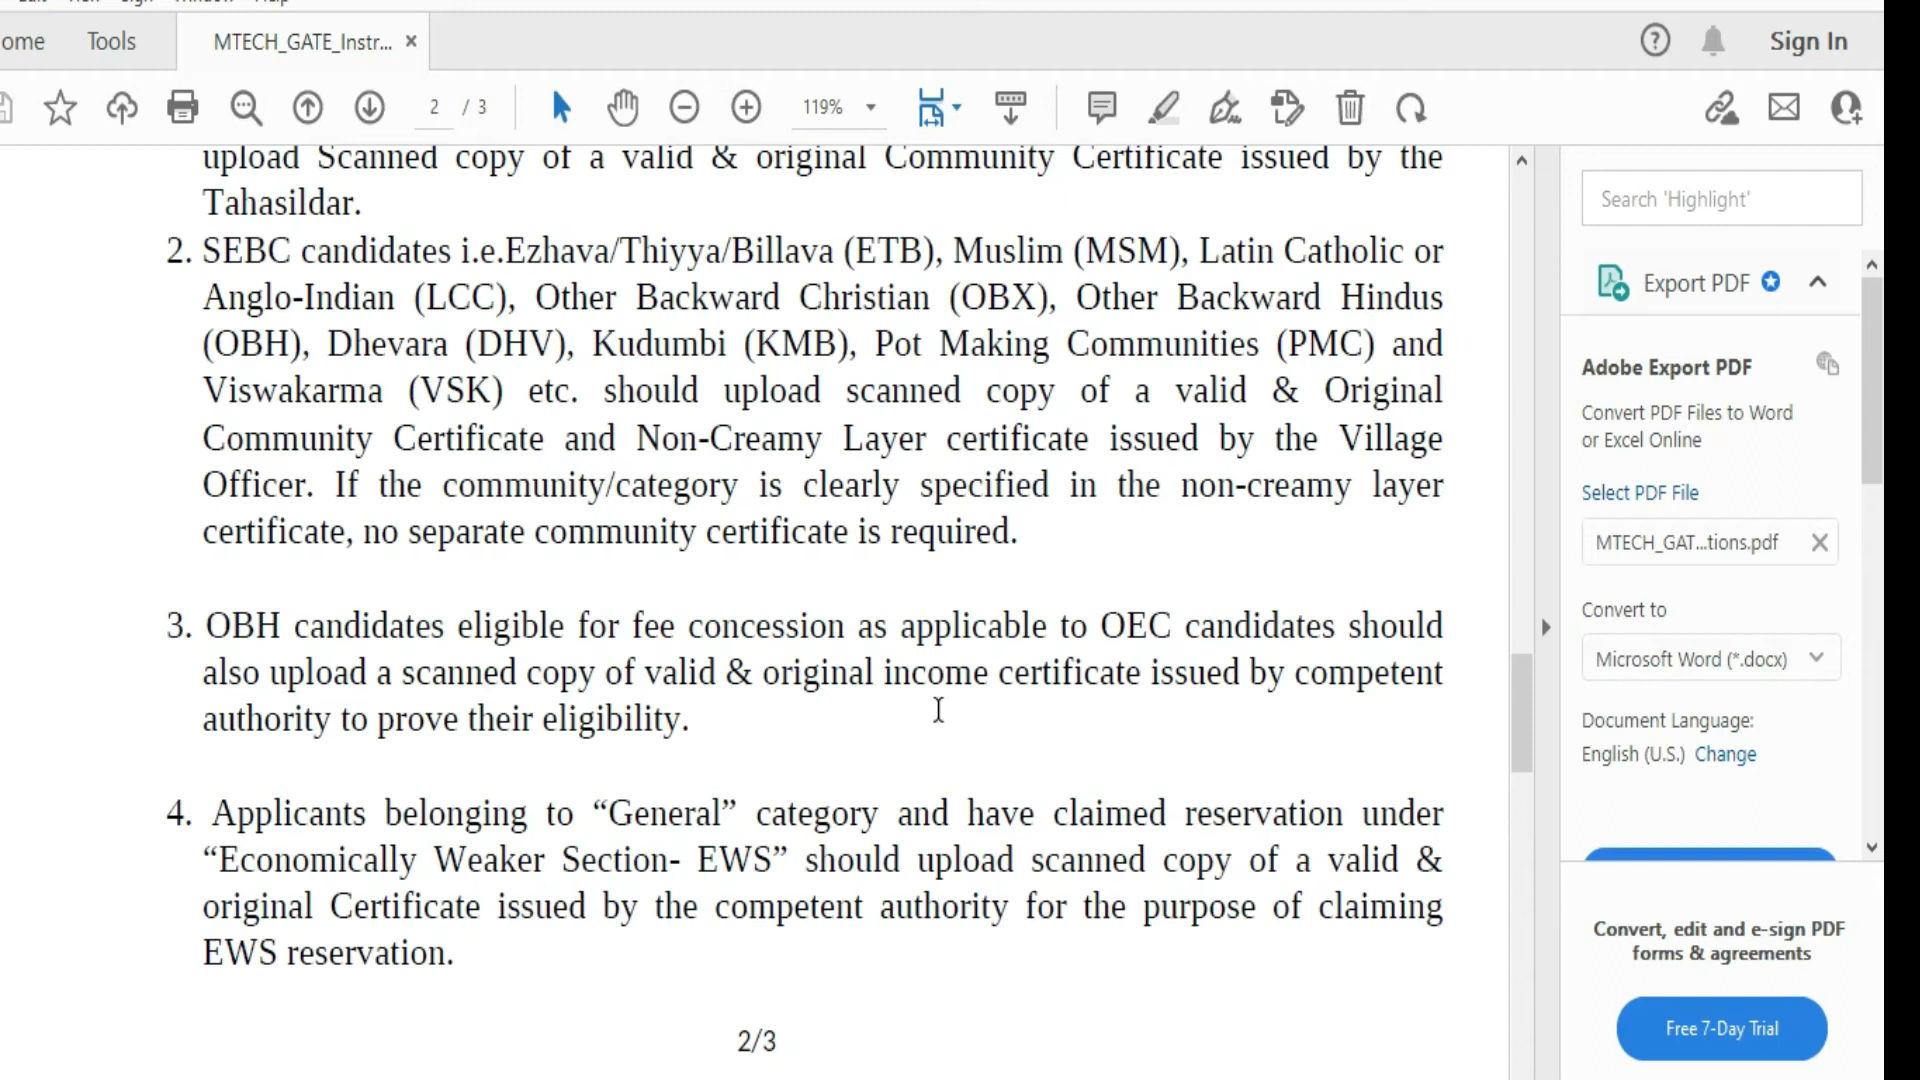 ome
Tools
MTECH_GATE_Instr...
Sign In
2 / 3
119%
upload Scanned copy of a valid & original Community Certificate issued by the
Tahasildar.
2. SEBC candidates i.e.Ezhava/Thiyya/Billava (ETB), Muslim (MSM), Latin Catholic or
Anglo-Indian (LCC), Other Backward Christian (OBX), Other Backward Hindus
(OBH), Dhevara (DHV), Kudumbi (KMB), Pot Making Communities (PMC) and
Viswakarma (VSK) etc. should upload scanned copy of a valid & Original
Community Certificate and Non-Creamy Layer certificate issued by the Village
Officer. If the community/category is clearly specified in the non-creamy layer
certificate, no separate community certificate is required.
3. OBH candidates eligible for fee concession as applicable to OEC candidates should
also upload a scanned copy of valid & original income certificate issued by competent
authority to prove their eligibility.
4. Applicants belonging to “General” category and have claimed reservation under
“Economically Weaker Section- EWS” should upload scanned copy of a valid &
original Certificate issued by the competent authority for the purpose of claiming
EWS reservation.
2/3
Search 'Highlight'
Export PDF
Adobe Export PDF
Convert PDF Files to Word
or Excel Online
Select PDF File
MTECH_GAT...tions.pdf
Convert to
Microsoft Word (*.docx)
Document Language:
English (U.S.) Change
Convert, edit and e-sign PDF
forms & agreements
Free 7-Day Trial